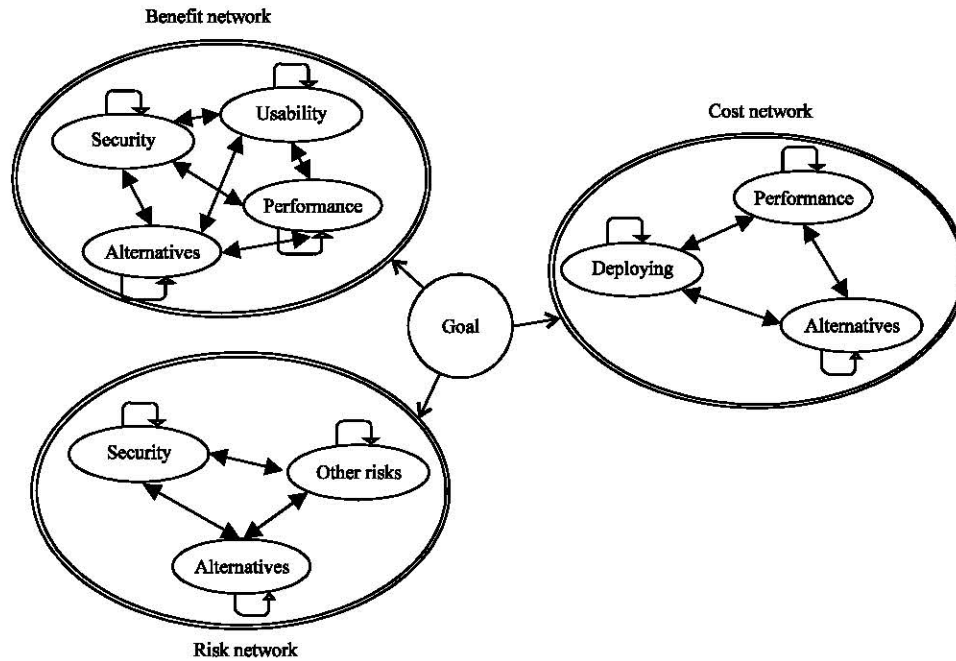 Benefit network
Usability
Security
Performance
Alternatives
Cost network
Performance
Deploying
Alternatives
Goal
Security
Other risks
Alternatives
Risk network